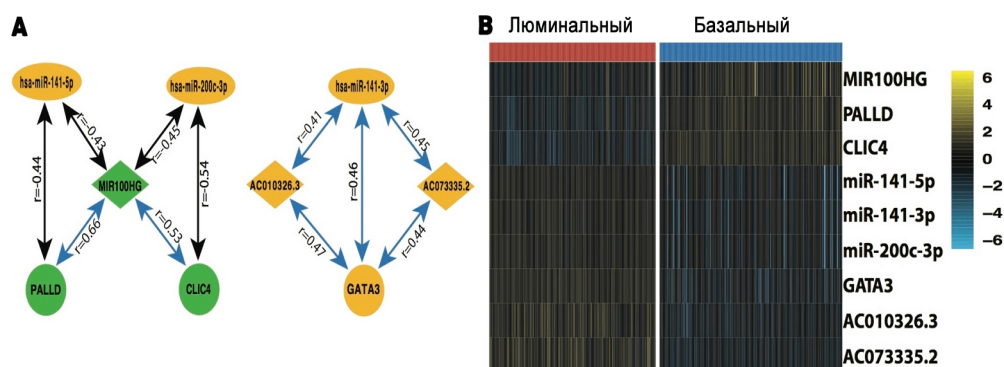 A
hsa-miR-141-5p
hsa-miR-200c-3p
hsa-miR-141-3p
r=-0.43
r=-0.45
r=0.41
r=0.45
r=-0.44
r=-0.54
r=0.46
MIR100HG
AC010326.3
AC073335.2
r=0.66
r=0.53
r=0.47
r=0.44
PALLD
CLIC4
GATA3
B
Люминальный
Базальный
MIR100HG
PALLD
CLIC4
miR-141-5p
miR-141-3p
miR-200c-3p
GATA3
AC010326.3
AC073335.2
6
4
2
0
−2
−4
−6